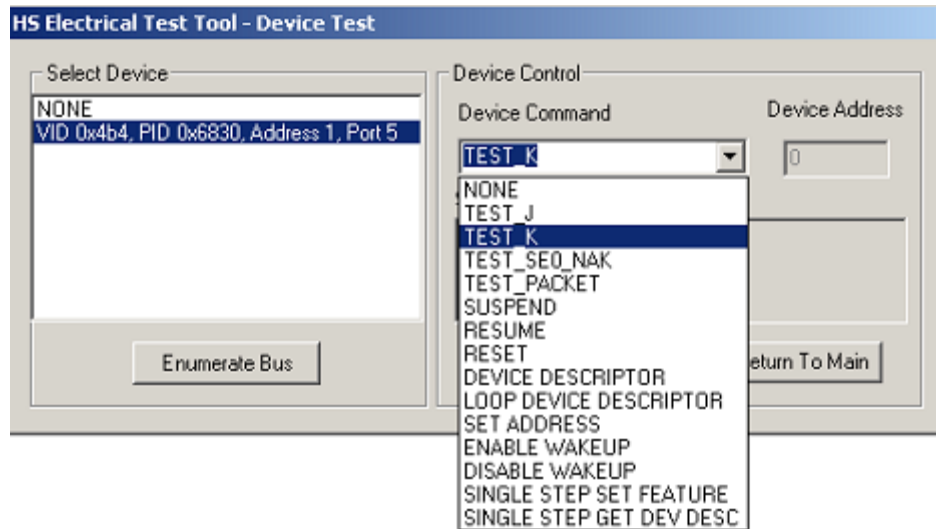 HS Electrical Test Tool - Device Test
Select Device
NONE
VID 0x4b4, PID 0x6830, Address 1, Port 5
Enumerate Bus
Device Control
Device Command
Device Address
TEST_K
0
NONE
TEST_J
TEST_K
TEST_SE0_NAK
TEST_PACKET
SUSPEND
RESUME
RESET
DEVICE DESCRIPTOR
LOOP DEVICE DESCRIPTOR
SET ADDRESS
ENABLE WAKEUP
DISABLE WAKEUP
SINGLE STEP SET FEATURE
SINGLE STEP GET DEV DESC
eturn To Main